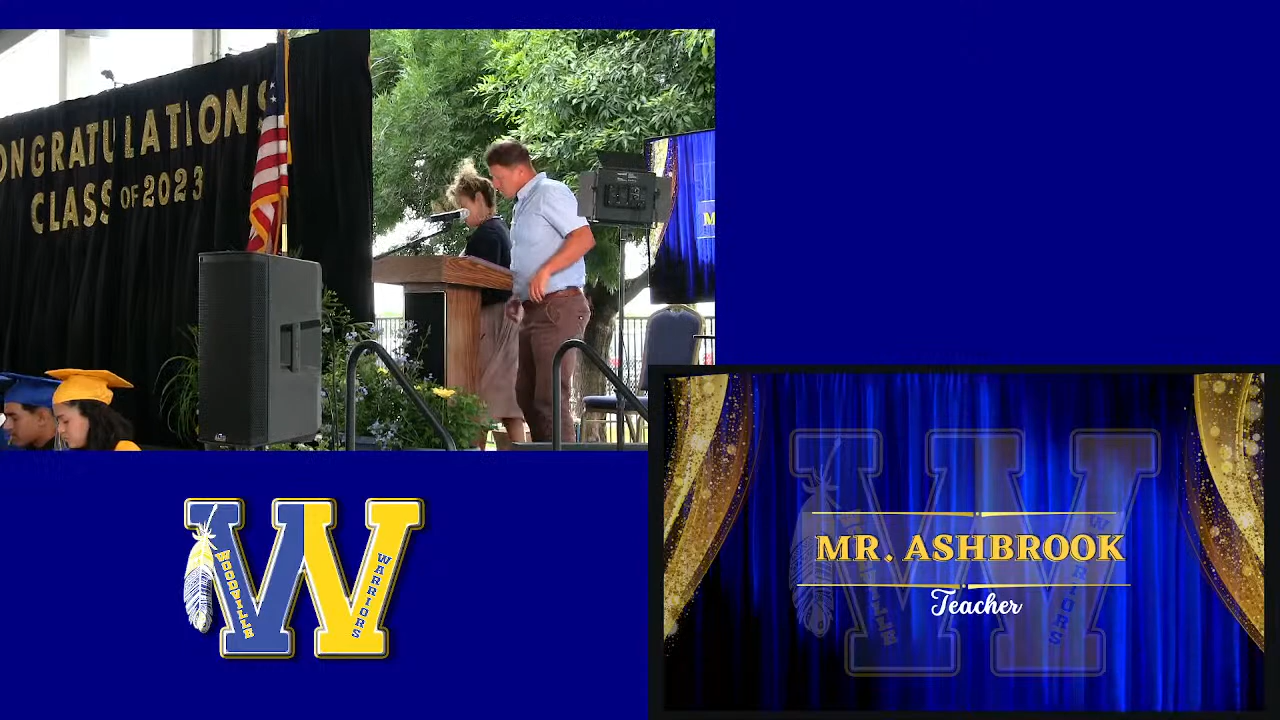 ONGRATULATIONS
CLASS OF 2023
WOODVILLE
WARRIORS
MR. ASHBROOK
Teacher